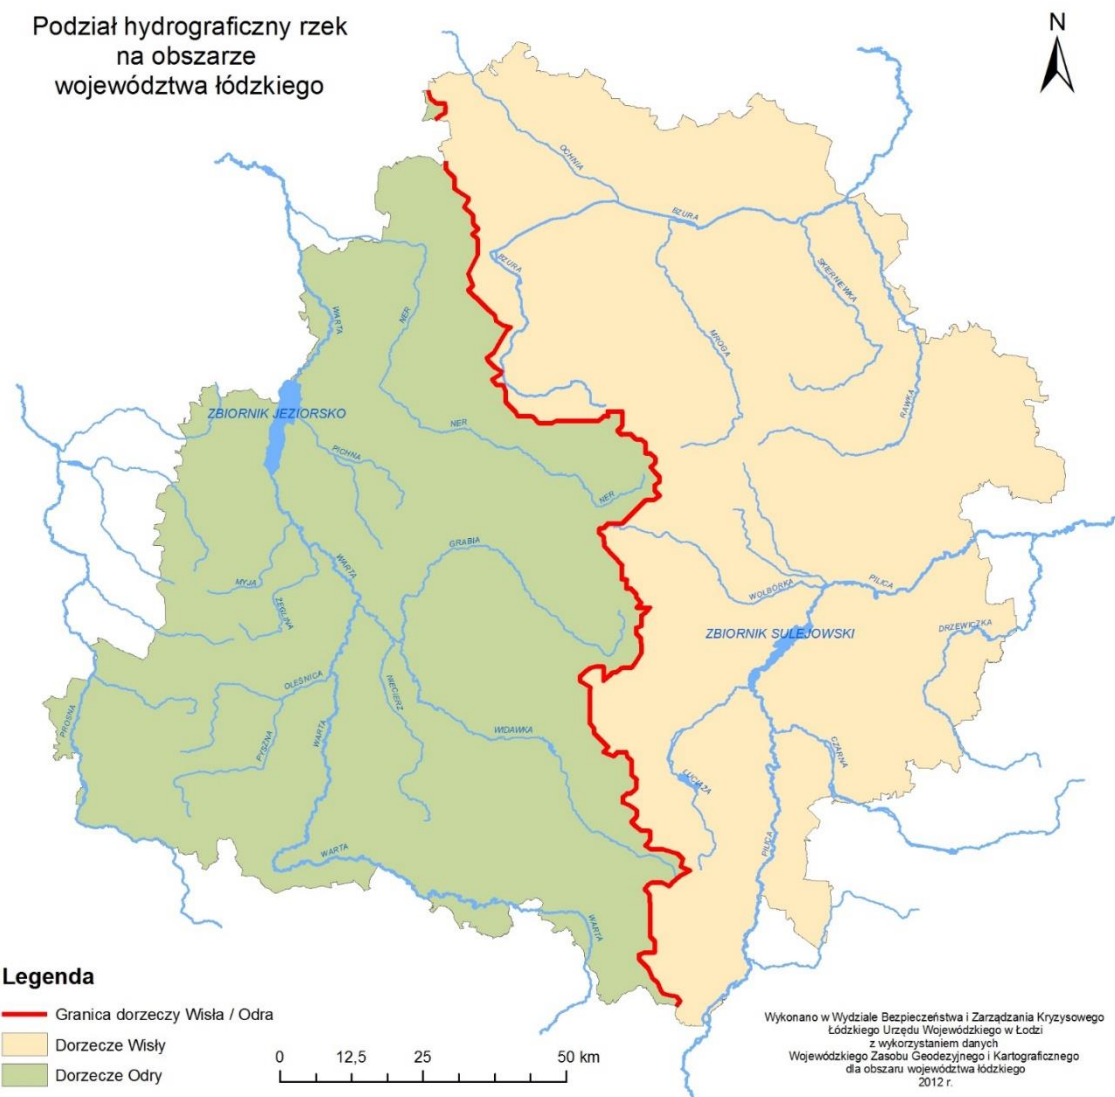 Podział hydrograficzny rzek
na obszarze
województwa łódzkiego
N
OCHNIA
BZURA
BZURA
SKIERNIEWKA
WARTA
NER
MROGA
RAWKA
ZBIORNIK JEZIORSKO
NER
PICHNA
NER
GRABIA
WARTA
MYJA
ŻEGLINA
WOLBÓRKA
PILICA
ZBIORNIK SULEJOWSKI
DRZEWICZKA
OLEŚNICA
NIECIERZ
PROSNA
PYSZNA
WARTA
WIDAWKA
CZARNA
LUCIĄŻA
WARTA
PILICA
WARTA
Legenda
Granica dorzeczy Wisła / Odra
Dorzecze Wisły
Dorzecze Odry
0 12,5 25 50 km
Wykonano w Wydziale Bezpieczeństwa i Zarządzania Kryzysowego
Łódzkiego Urzędu Wojewódzkiego w Łodzi
z wykorzystaniem danych
Wojewódzkiego Zasobu Geodezyjnego i Kartograficznego
dla obszaru województwa łódzkiego
2012 r.